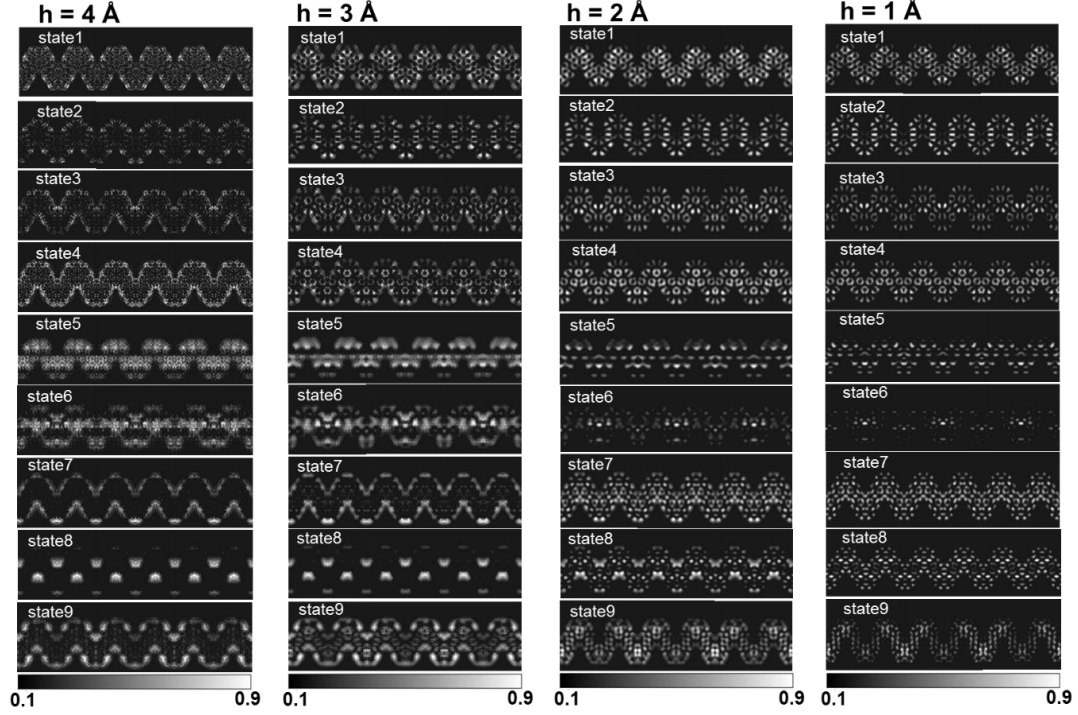 h = 4 Å
state1
state2
state3
state4
state5
state6
state7
state8
state9
0.1 0.9
h = 3 Å
state1
state2
state3
state4
state5
state6
state7
state8
state9
0.1 0.9
h = 2 Å
state1
state2
state3
state4
state5
state6
state7
state8
state9
0.1 0.9
h = 1 Å
state1
state2
state3
state4
state5
state6
state7
state8
state9
0.1 0.9